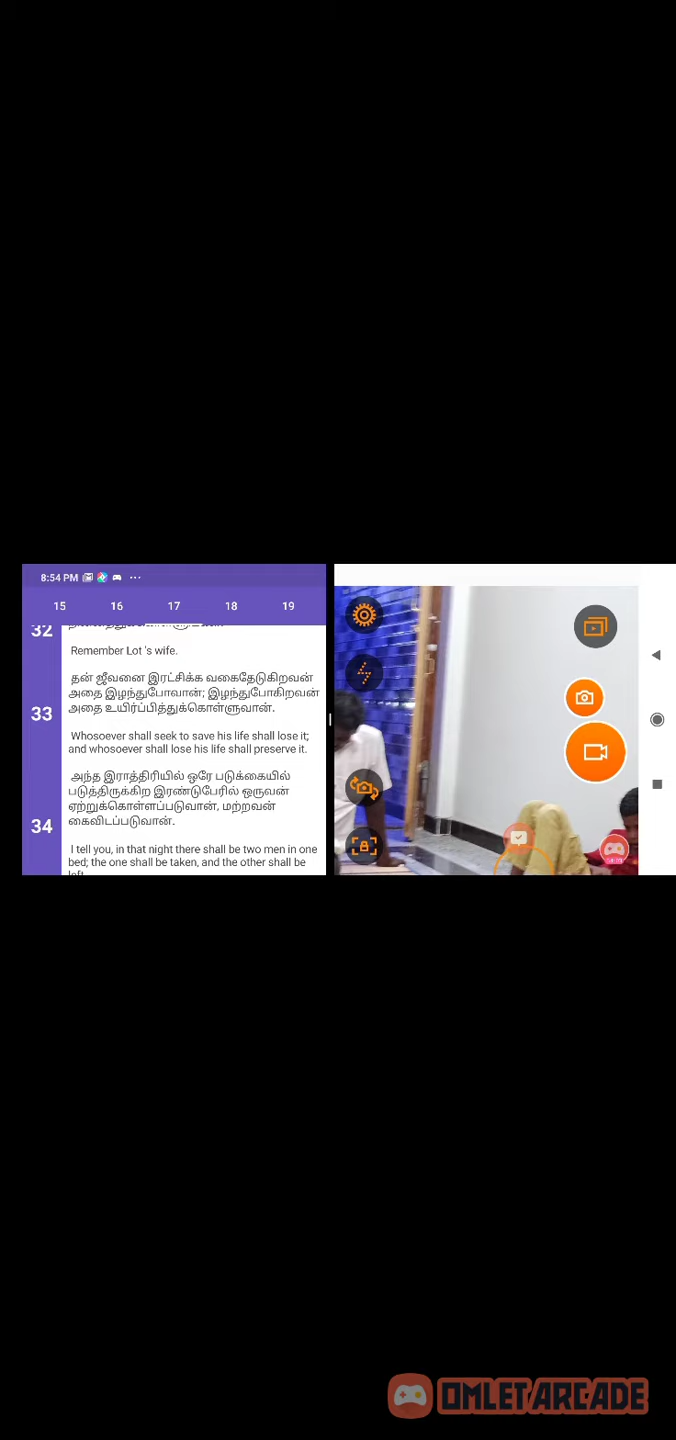 8:54 PM ...
15 16 17 18 19
32
Remember Lot 's wife.
தன் ஜீவனை இரட்சிக்க வகைதேடுகிறவன்
அதை இழந்துபோவான்; இழந்துபோகிறவன்
33
அதை உயிர்ப்பித்துக்கொள்ளுவான்.
Whosoever shall seek to save his life shall lose it;
and whosoever shall lose his life shall preserve it.
அந்த இராத்திரியில் ஒரே படுக்கையில்
படுத்திருக்கிற இரண்டுபேரில் ஒருவன்
ஏற்றுக்கொள்ளப்படுவான், மற்றவன்
34
கைவிடப்படுவான்.
I tell you, in that night there shall be two men in one
bed; the one shall be taken, and the other shall be
left
OMLET ARCADE